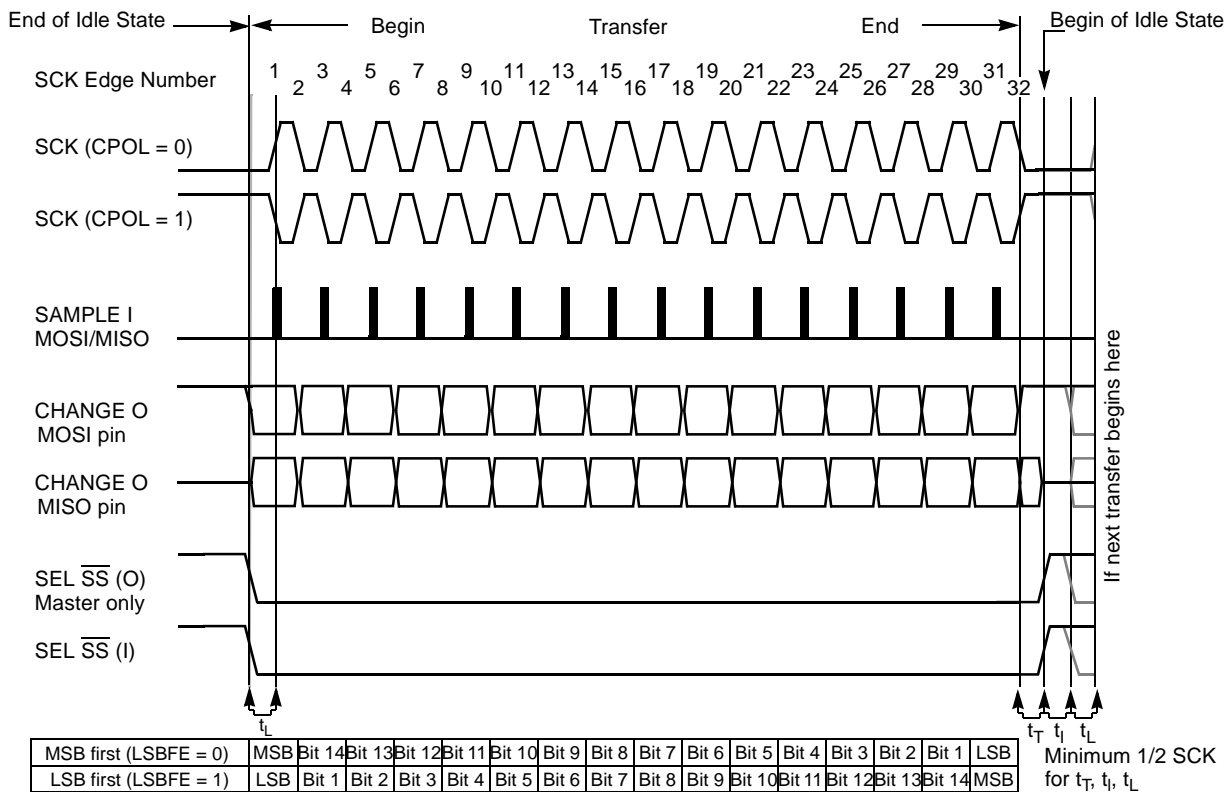 End of Idle State Begin Transfer End Begin of Idle State
SCK Edge Number 1 2 3 4 5 6 7 8 9 10 11 12 13 14 15 16 17 18 19 20 21 22 23 24 25 26 27 28 29 30 31 32
SCK (CPOL = 0)
SCK (CPOL = 1)
SAMPLE I
MOSI/MISO
CHANGE O
MOSI pin
CHANGE O
MISO pin
SEL SS (O)
Master only
SEL SS (I)
If next transfer begins here
tL tT tI tL
MSB first (LSBFE = 0) MSB Bit 14 Bit 13 Bit 12 Bit 11 Bit 10 Bit 9 Bit 8 Bit 7 Bit 6 Bit 5 Bit 4 Bit 3 Bit 2 Bit 1 LSB
LSB first (LSBFE = 1) LSB Bit 1 Bit 2 Bit 3 Bit 4 Bit 5 Bit 6 Bit 7 Bit 8 Bit 9 Bit 10 Bit 11 Bit 12 Bit 13 Bit 14 MSB
Minimum 1/2 SCK
for tT, tI, tL